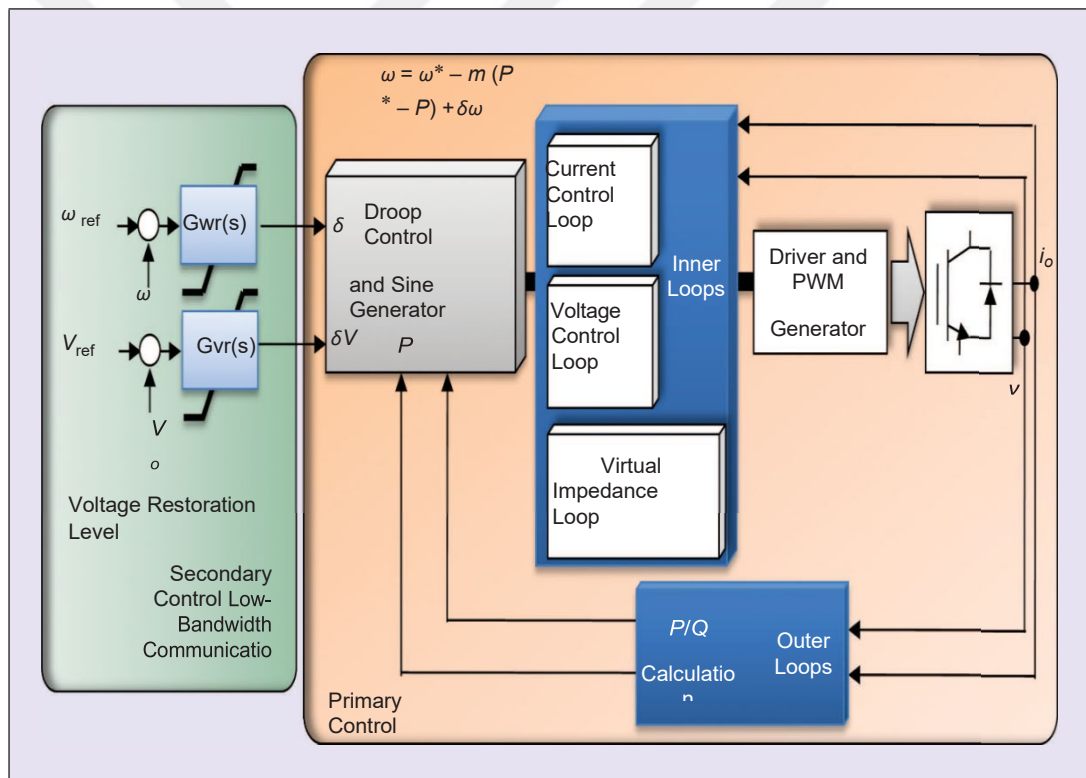 ω = ω* – m (P
* – P) + δω
ω ref
Gwr(s)
ω
V ref
Gvr(s)
V
o
Voltage Restoration
Level
Secondary
Control Low-
Bandwidth
Communicatio
δ
Droop
Control
and Sine
Generator
δV
P
Current
Control
Loop
Voltage
Control
Loop
Virtual
Impedance
Loop
Inner
Loops
Driver and
PWM
Generator
io
v
P/Q
Calculatio
n
Outer
Loops
Primary
Control